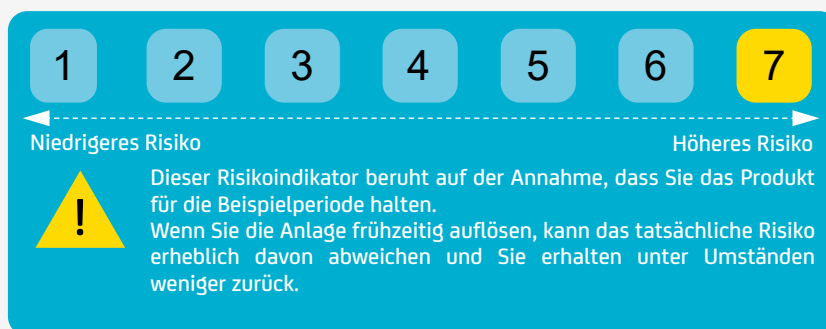 1 2 3 4 5 6 7
Niedrigeres Risiko Höheres Risiko
Dieser Risikoindikator beruht auf der Annahme, dass Sie das Produkt
für die Beispielperiode halten.
! Wenn Sie die Anlage frühzeitig auflösen, kann das tatsächliche Risiko
erheblich davon abweichen und Sie erhalten unter Umständen
weniger zurück.